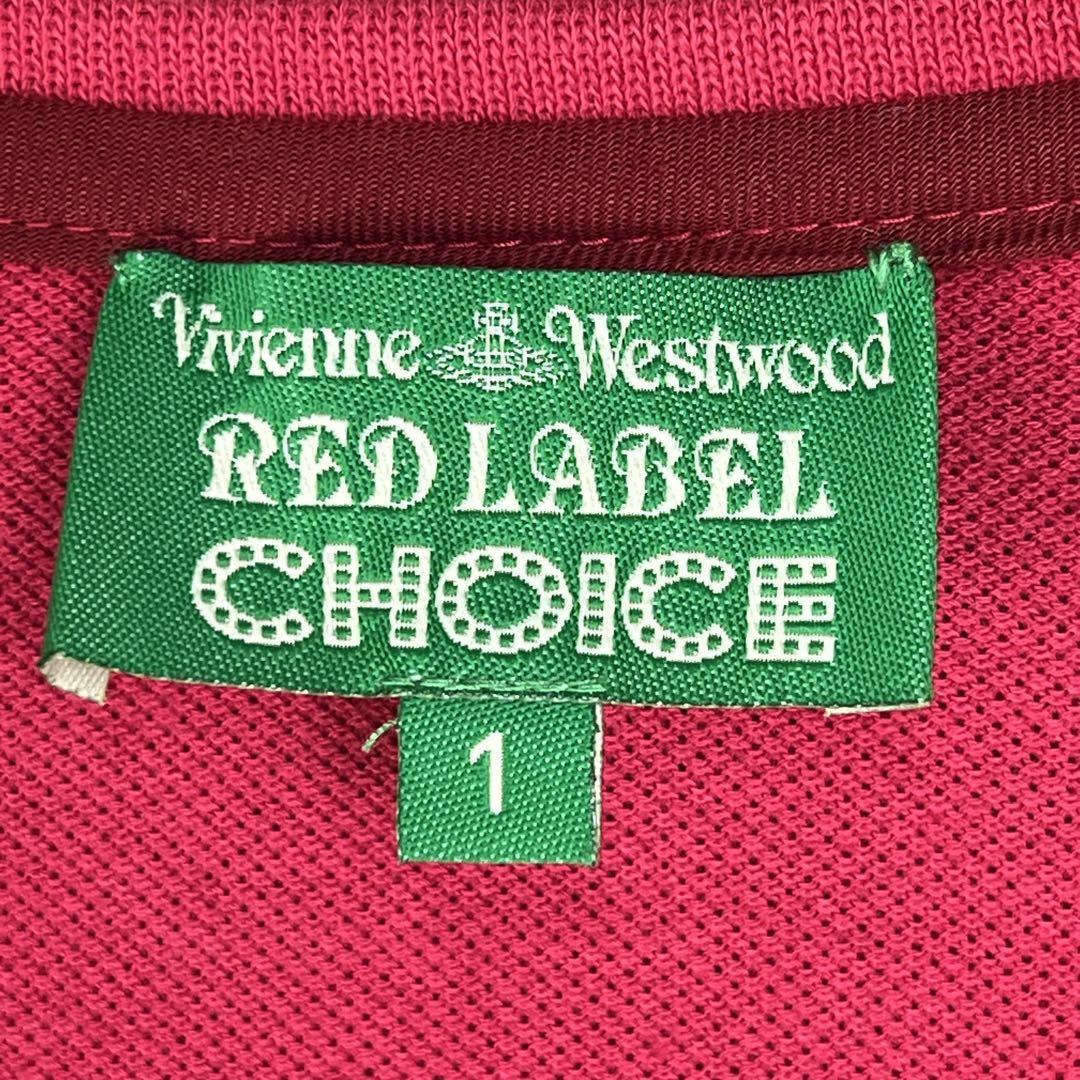 Vivienne Westwood
RED LABEL
CHOICE
1